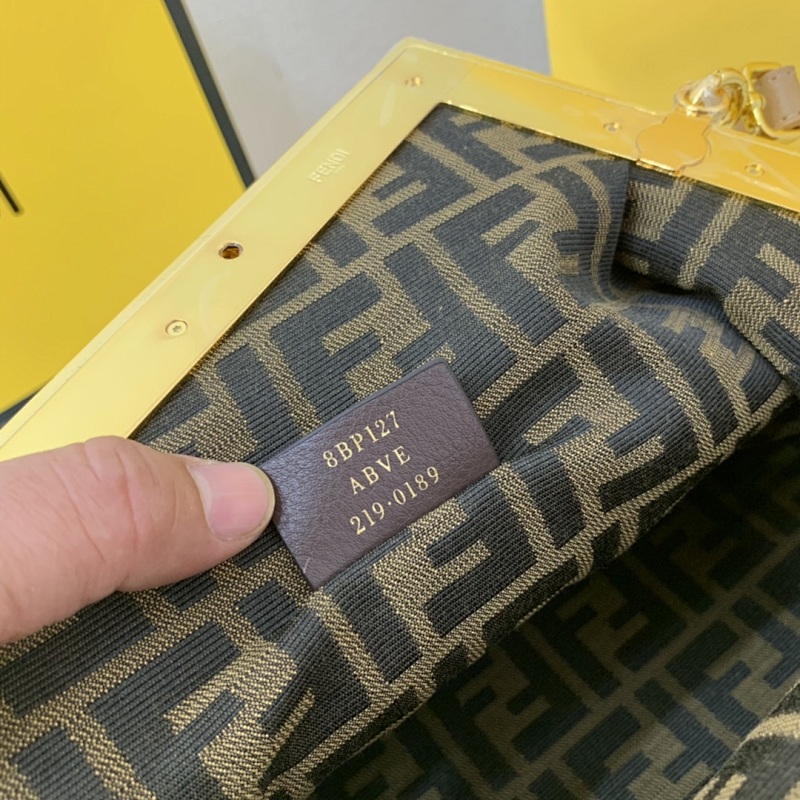 FENDI
8BP127
ABVE
219·0189